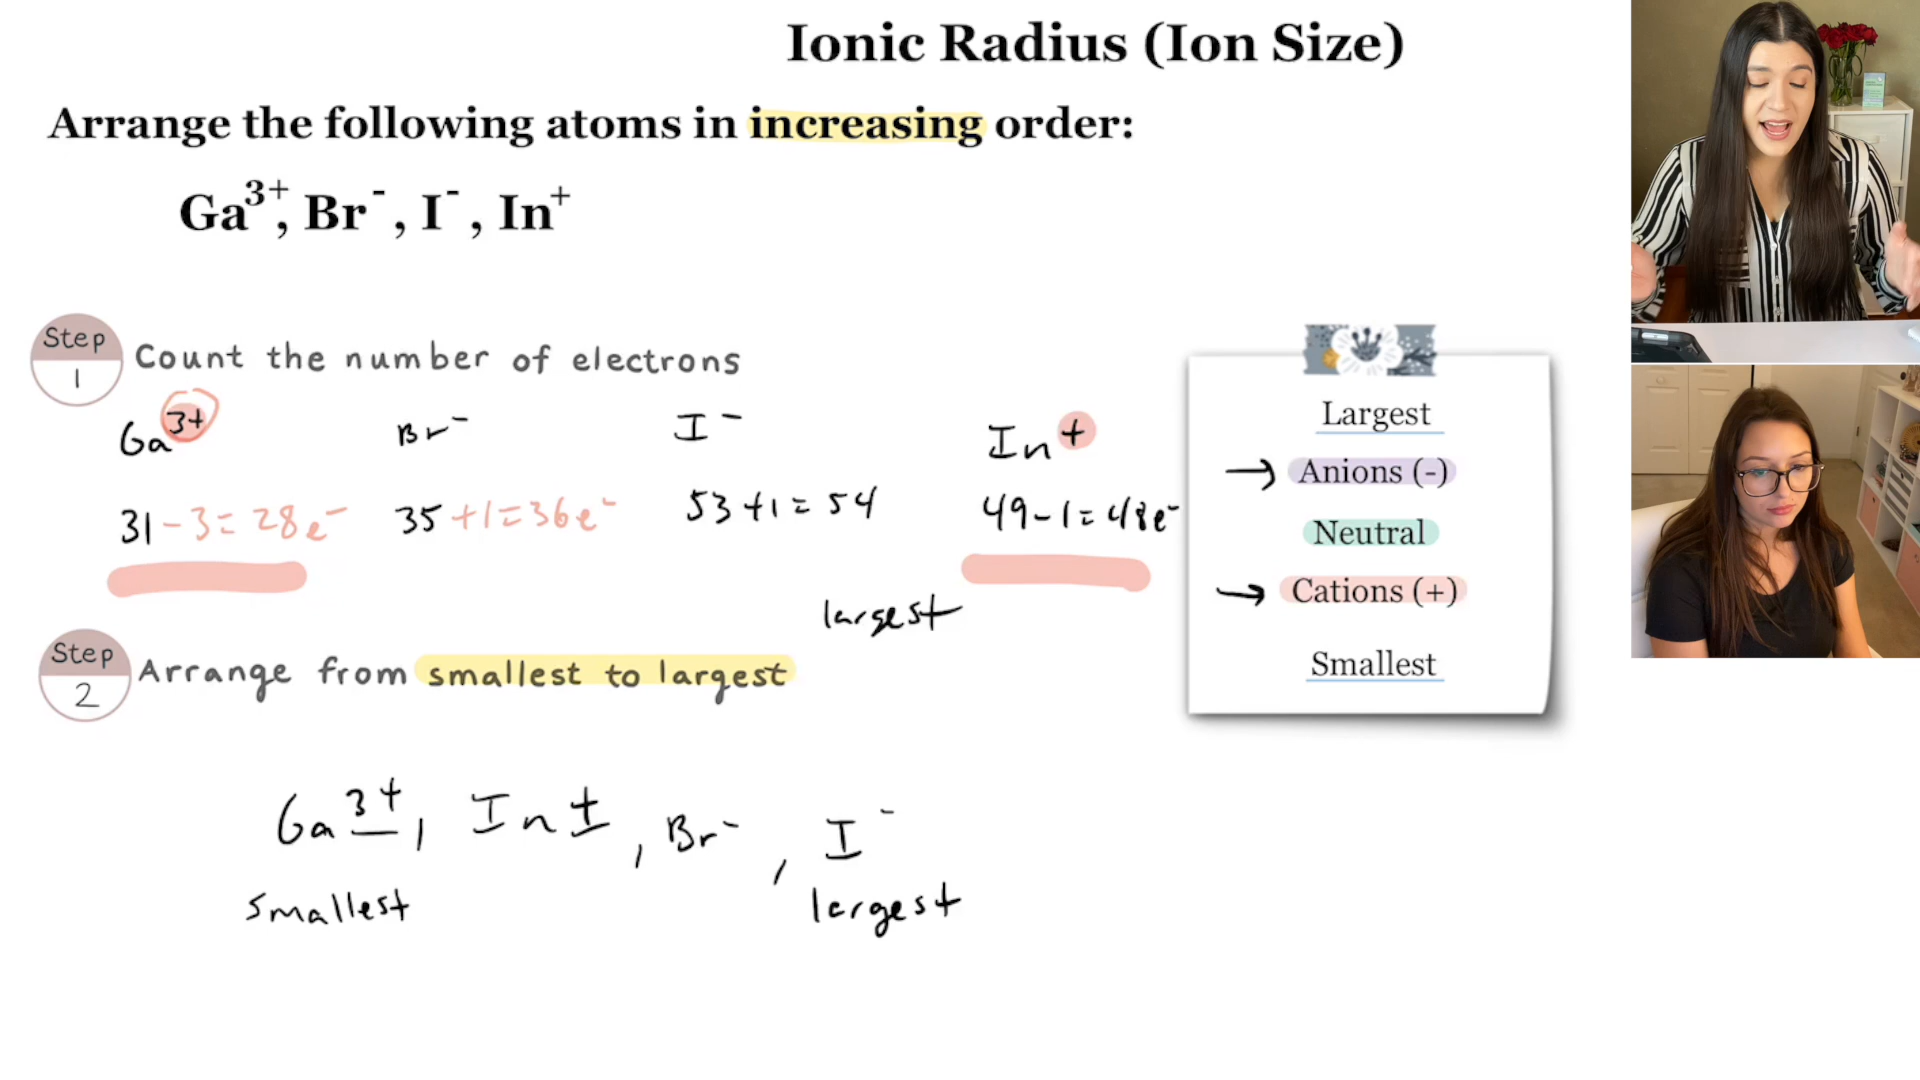 Ionic Radius (Ion Size)
Arrange the following atoms in increasing order:
Ga³⁺, Br⁻, I⁻, In⁺
Step 1 Count the number of electrons
Ga³⁺ Br⁻ I⁻ In⁺
31 - 3 = 28e⁻ 35 + 1 = 36e⁻ 53 + 1 = 54 49 - 1 = 48e⁻
largest
Step 2 Arrange from smallest to largest
Ga³⁺, In⁺, Br⁻, I⁻
smallest largest
Largest
→ Anions (-)
Neutral
→ Cations (+)
Smallest